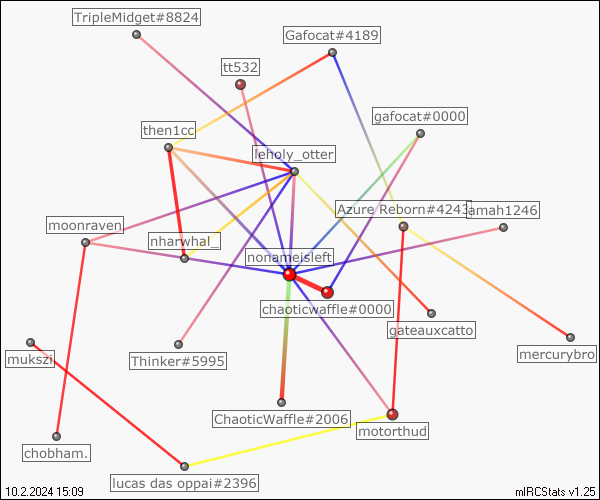 TripleMidget#8824
Gafocat#4189
tt532
gafocat#0000
then1cc
leholy_otter
Azure Reborn#4243
amah1246
moonraven
nharwhal_
nonameisleft
chaoticwaffle#0000
gateauxcatto
mukszi
Thinker#5995
mercurybro
ChaoticWaffle#2006
motorthud
chobham.
lucas das oppai#2396
10.2.2024 15:09
mIRCStats v1.25